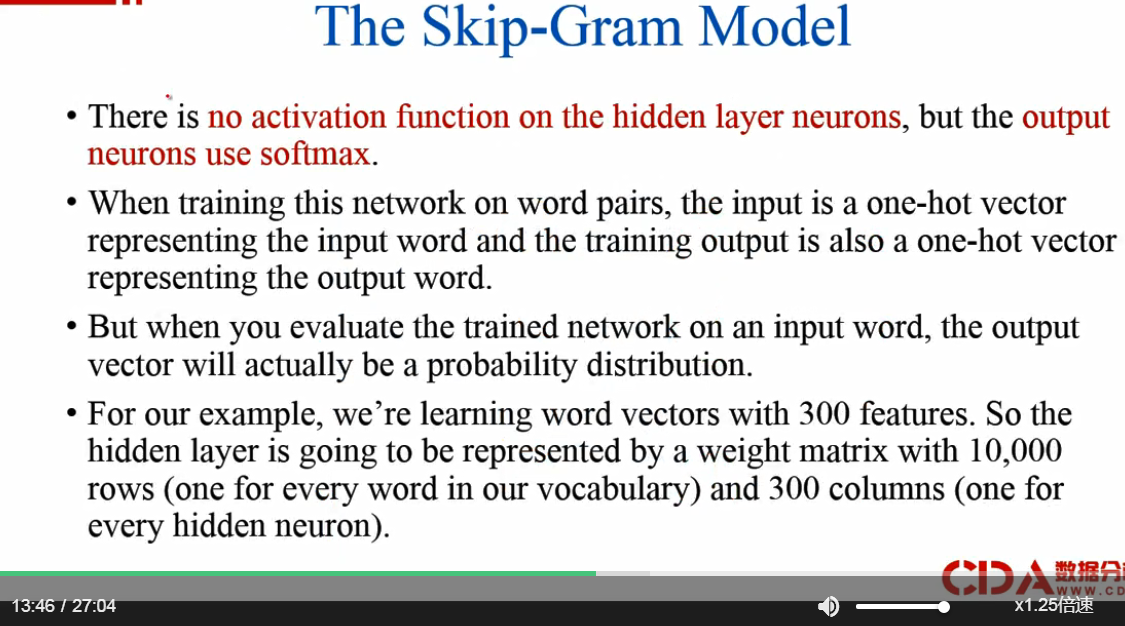 The Skip-Gram Model
• There is no activation function on the hidden layer neurons, but the output
neurons use softmax.
• When training this network on word pairs, the input is a one-hot vector
representing the input word and the training output is also a one-hot vector
representing the output word.
• But when you evaluate the trained network on an input word, the output
vector will actually be a probability distribution.
• For our example, we’re learning word vectors with 300 features. So the
hidden layer is going to be represented by a weight matrix with 10,000
rows (one for every word in our vocabulary) and 300 columns (one for
every hidden neuron).
CDA 数据分
www.cd
13:46 / 27:04
x1.25倍速